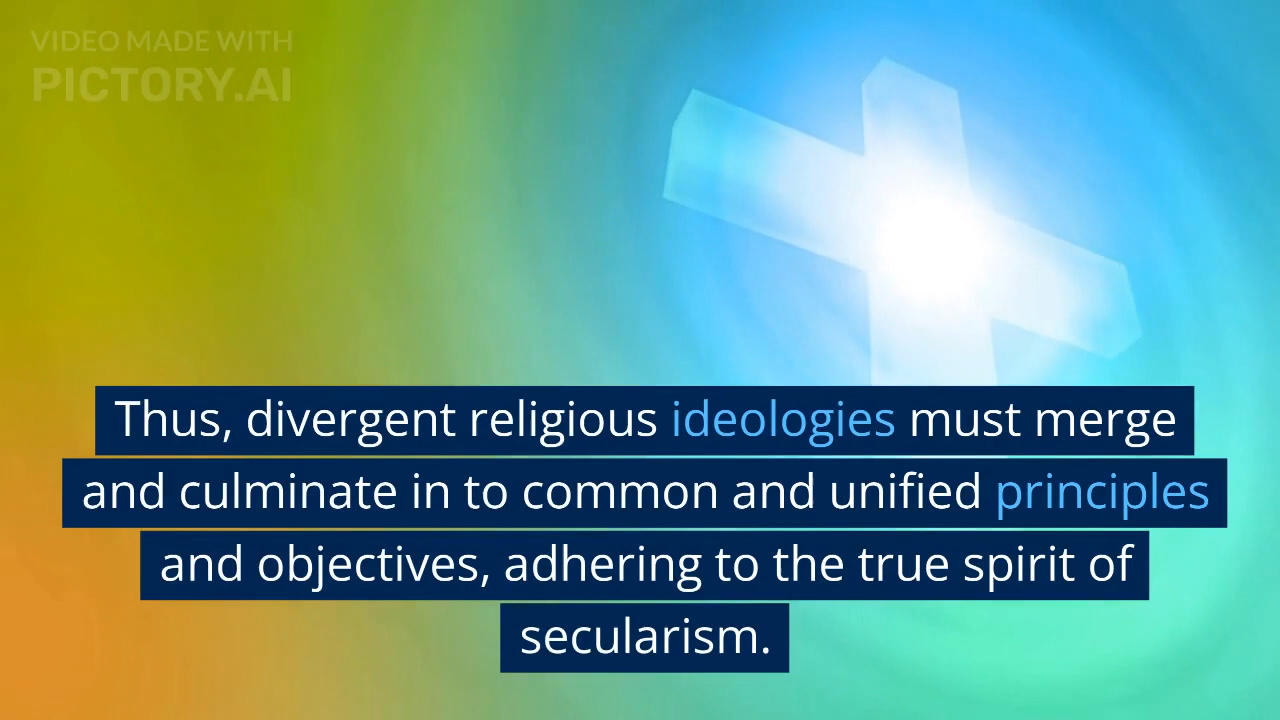 VIDEO MADE WITH
PICTORY.AI
Thus, divergent religious ideologies must merge
and culminate in to common and unified principles
and objectives, adhering to the true spirit of
secularism.